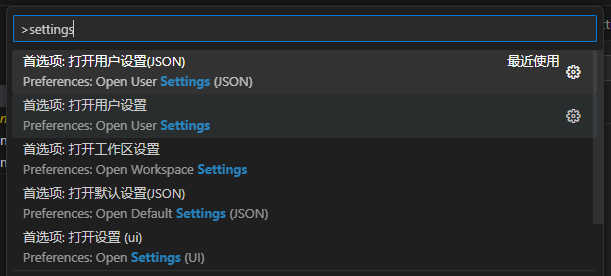 >settings
首选项: 打开用户设置(JSON) 最近使用
Preferences: Open User Settings (JSON)
首选项: 打开用户设置
Preferences: Open User Settings
首选项: 打开工作区设置
Preferences: Open Workspace Settings
首选项: 打开默认设置(JSON)
Preferences: Open Default Settings (JSON)
首选项: 打开设置 (ui)
Preferences: Open Settings (UI)